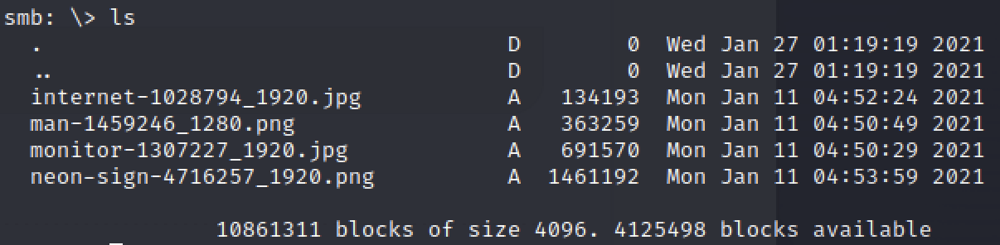 smb: \> ls
  .                                   D        0  Wed Jan 27 01:19:19 2021
  ..                                  D        0  Wed Jan 27 01:19:19 2021
  internet-1028794_1920.jpg           A   134193  Mon Jan 11 04:52:24 2021
  man-1459246_1280.png                A   363259  Mon Jan 11 04:50:49 2021
  monitor-1307227_1920.jpg            A   691570  Mon Jan 11 04:50:29 2021
  neon-sign-4716257_1920.png          A  1461192  Mon Jan 11 04:53:59 2021

                10861311 blocks of size 4096. 4125498 blocks available